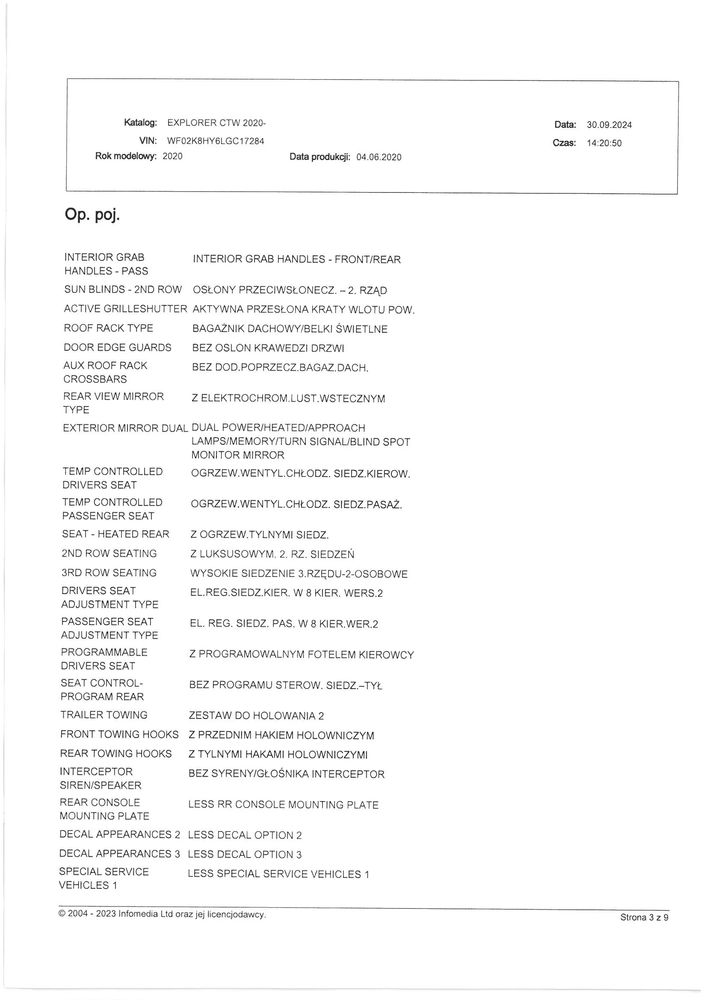 Katalog: EXPLORER CTW 2020-
Data: 30.09.2024
VIN: WF02K8HY6LGC17284
Czas: 14:20:50
Rok modelowy: 2020
Data produkcji: 04.06.2020
Op. poj.
INTERIOR GRAB INTERIOR GRAB HANDLES - FRONT/REAR
HANDLES - PASS
SUN BLINDS - 2ND ROW OSŁONY PRZECIWSŁONECZ. – 2. RZĄD
ACTIVE GRILLESHUTTER AKTYWNA PRZESŁONA KRATY WLOTU POW.
ROOF RACK TYPE BAGAŻNIK DACHOWY/BELKI ŚWIETLNE
DOOR EDGE GUARDS BEZ OSLON KRAWEDZI DRZWI
AUX ROOF RACK BEZ DOD.POPRZECZ.BAGAZ.DACH.
CROSSBARS
REAR VIEW MIRROR Z ELEKTROCHROM.LUST.WSTECZNYM
TYPE
EXTERIOR MIRROR DUAL DUAL POWER/HEATED/APPROACH
LAMPS/MEMORY/TURN SIGNAL/BLIND SPOT
MONITOR MIRROR
TEMP CONTROLLED OGRZEW.WENTYL.CHŁODZ. SIEDZ.KIEROW.
DRIVERS SEAT
TEMP CONTROLLED OGRZEW.WENTYL.CHŁODZ. SIEDZ.PASAŻ.
PASSENGER SEAT
SEAT - HEATED REAR Z OGRZEW.TYLNYMI SIEDZ.
2ND ROW SEATING Z LUKSUSOWYM. 2. RZ. SIEDZEŃ
3RD ROW SEATING WYSOKIE SIEDZENIE 3.RZĘDU-2-OSOBOWE
DRIVERS SEAT EL.REG.SIEDZ.KIER. W 8 KIER. WERS.2
ADJUSTMENT TYPE
PASSENGER SEAT EL. REG. SIEDZ. PAS. W 8 KIER.WER.2
ADJUSTMENT TYPE
PROGRAMMABLE Z PROGRAMOWALNYM FOTELEM KIEROWCY
DRIVERS SEAT
SEAT CONTROL- BEZ PROGRAMU STEROW. SIEDZ.–TYŁ
PROGRAM REAR
TRAILER TOWING ZESTAW DO HOLOWANIA 2
FRONT TOWING HOOKS Z PRZEDNIM HAKIEM HOLOWNICZYM
REAR TOWING HOOKS Z TYLNYMI HAKAMI HOLOWNICZYMI
INTERCEPTOR BEZ SYRENY/GŁOŚNIKA INTERCEPTOR
SIREN/SPEAKER
REAR CONSOLE LESS RR CONSOLE MOUNTING PLATE
MOUNTING PLATE
DECAL APPEARANCES 2 LESS DECAL OPTION 2
DECAL APPEARANCES 3 LESS DECAL OPTION 3
SPECIAL SERVICE LESS SPECIAL SERVICE VEHICLES 1
VEHICLES 1
© 2004 - 2023 Infomedia Ltd oraz jej licencjodawcy.
Strona 3 z 9